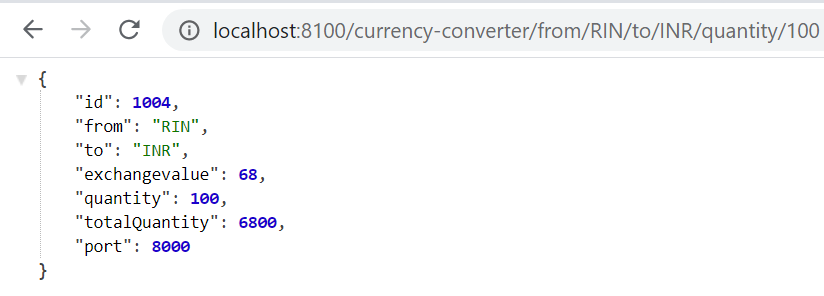 localhost:8100/currency-converter/from/RIN/to/INR/quantity/100
{
"id": 1004,
"from": "RIN",
"to": "INR",
"exchangevalue": 68,
"quantity": 100,
"totalQuantity": 6800,
"port": 8000
}